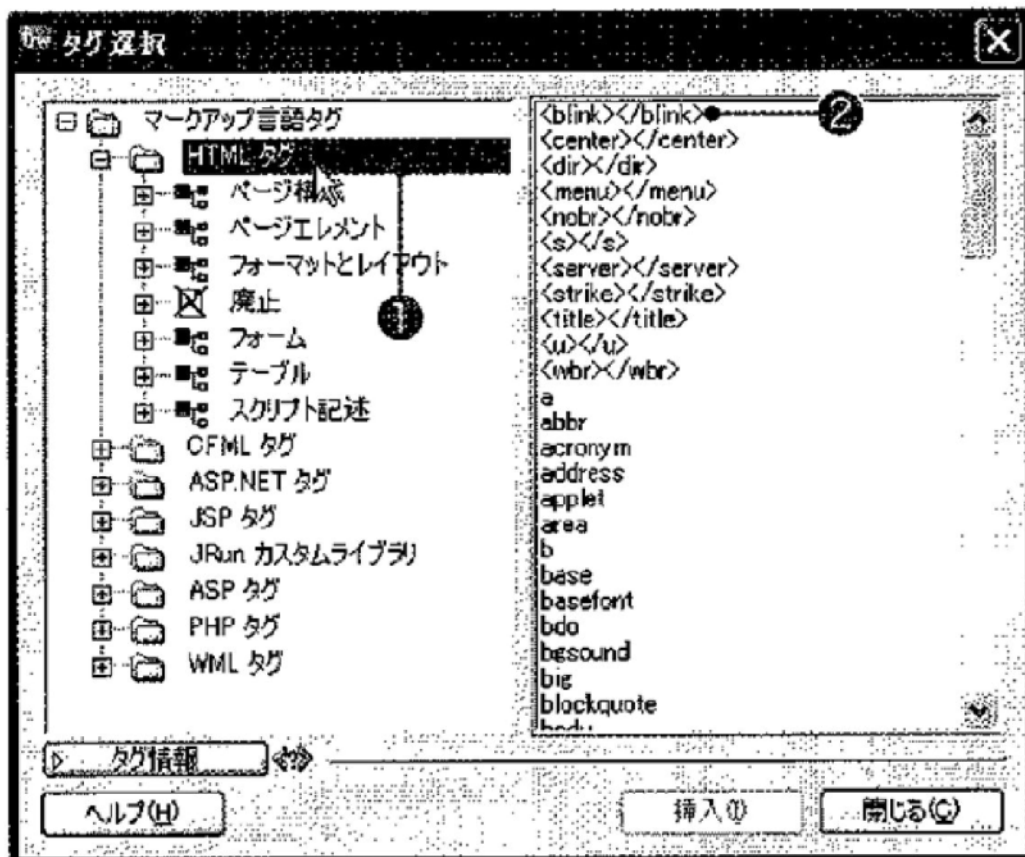 タグ選択
マークアップ言語タグ
HTML タグ
ページ構成
ページエレメント
フォーマットとレイアウト
廃止
フォーム
テーブル
スクリプト記述
CFML タグ
ASP.NET タグ
JSP タグ
JRun カスタムライブラリ
ASP タグ
PHP タグ
WML タグ
1
<blink></blink>
2
<center></center>
<dir></dir>
<menu></menu>
<nobr></nobr>
<s></s>
<server></server>
<strike></strike>
<title></title>
<u></u>
<wbr></wbr>
a
abbr
acronym
address
applet
area
b
base
basefont
bdo
bgsound
big
blockquote
body
タグ情報
ヘルプ(H)
挿入(I)
閉じる(C)